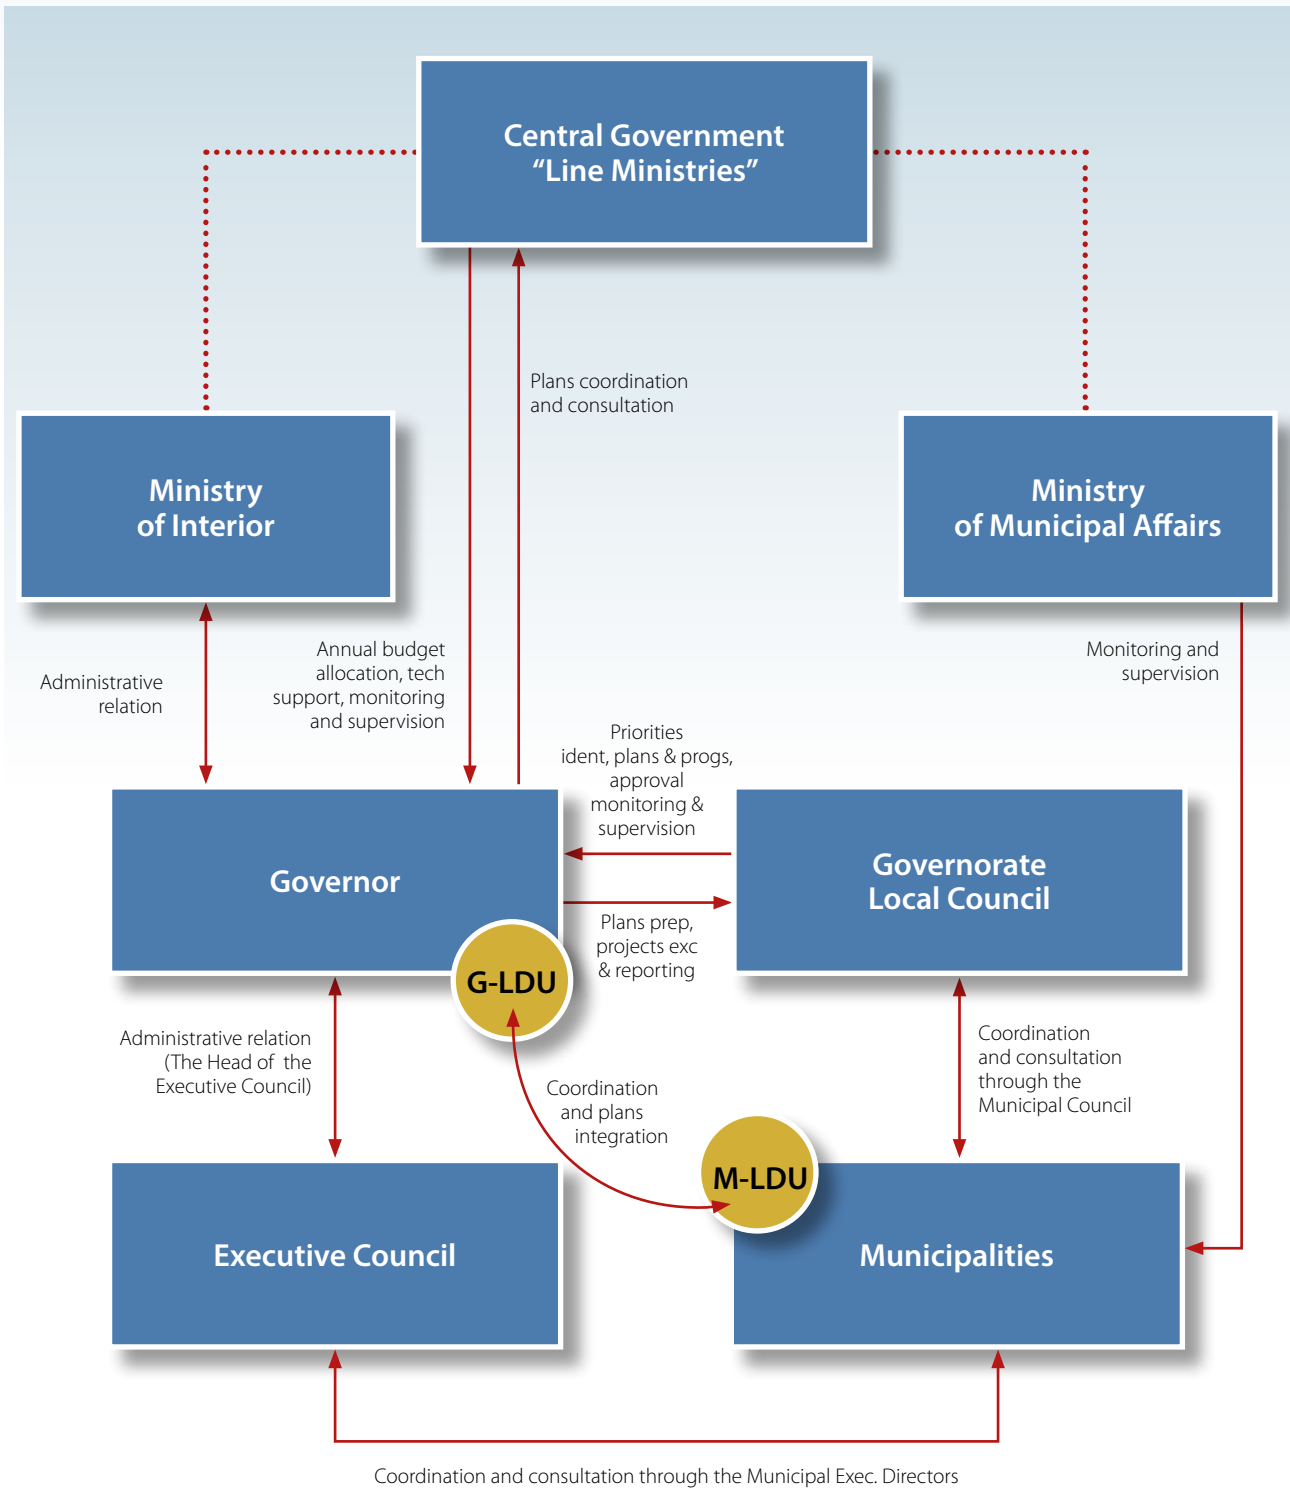 Central Government
“Line Ministries”
Plans coordination
and consultation
Ministry
of Interior
Ministry
of Municipal Affairs
Administrative
relation
Annual budget
allocation, tech
support, monitoring
and supervision
Monitoring and
supervision
Priorities
ident, plans & progs,
approval
monitoring &
supervision
Governor
Governorate
Local Council
Plans prep,
projects exc
& reporting
G-LDU
Administrative relation
(The Head of the
Executive Council)
Coordination
and consultation
through the
Municipal Council
Coordination
and plans
integration
M-LDU
Executive Council
Municipalities
Coordination and consultation through the Municipal Exec. Directors